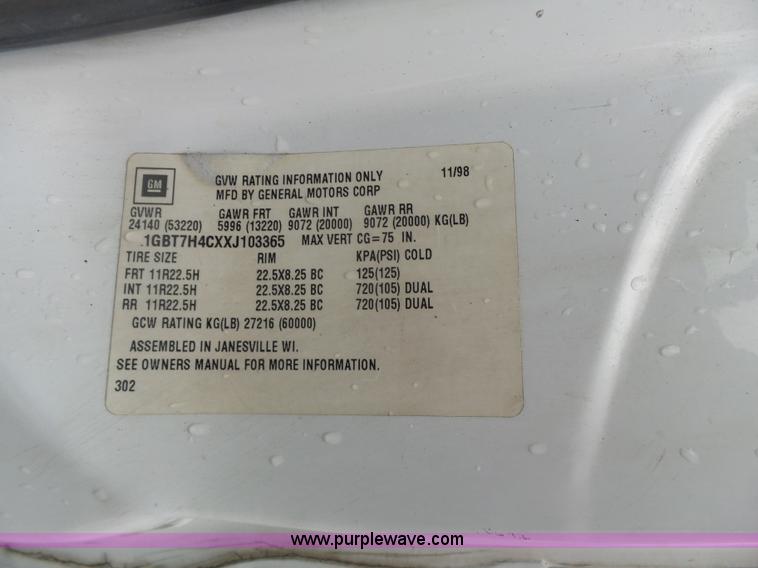 GM
GVW RATING INFORMATION ONLY 11/98
MFD BY GENERAL MOTORS CORP
GVWR GAWR FRT GAWR INT GAWR RR
24140 (53220) 5996 (13220) 9072 (20000) 9072 (20000) KG(LB)
.1GBT7H4CXXJ103365 MAX VERT CG=75 IN.
TIRE SIZE RIM KPA(PSI) COLD
FRT 11R22.5H 22.5X8.25 BC 125(125)
INT 11R22.5H 22.5X8.25 BC 720(105) DUAL
RR 11R22.5H 22.5X8.25 BC 720(105) DUAL
GCW RATING KG(LB) 27216 (60000)
ASSEMBLED IN JANESVILLE WI.
SEE OWNERS MANUAL FOR MORE INFORMATION.
302
www.purplewave.com